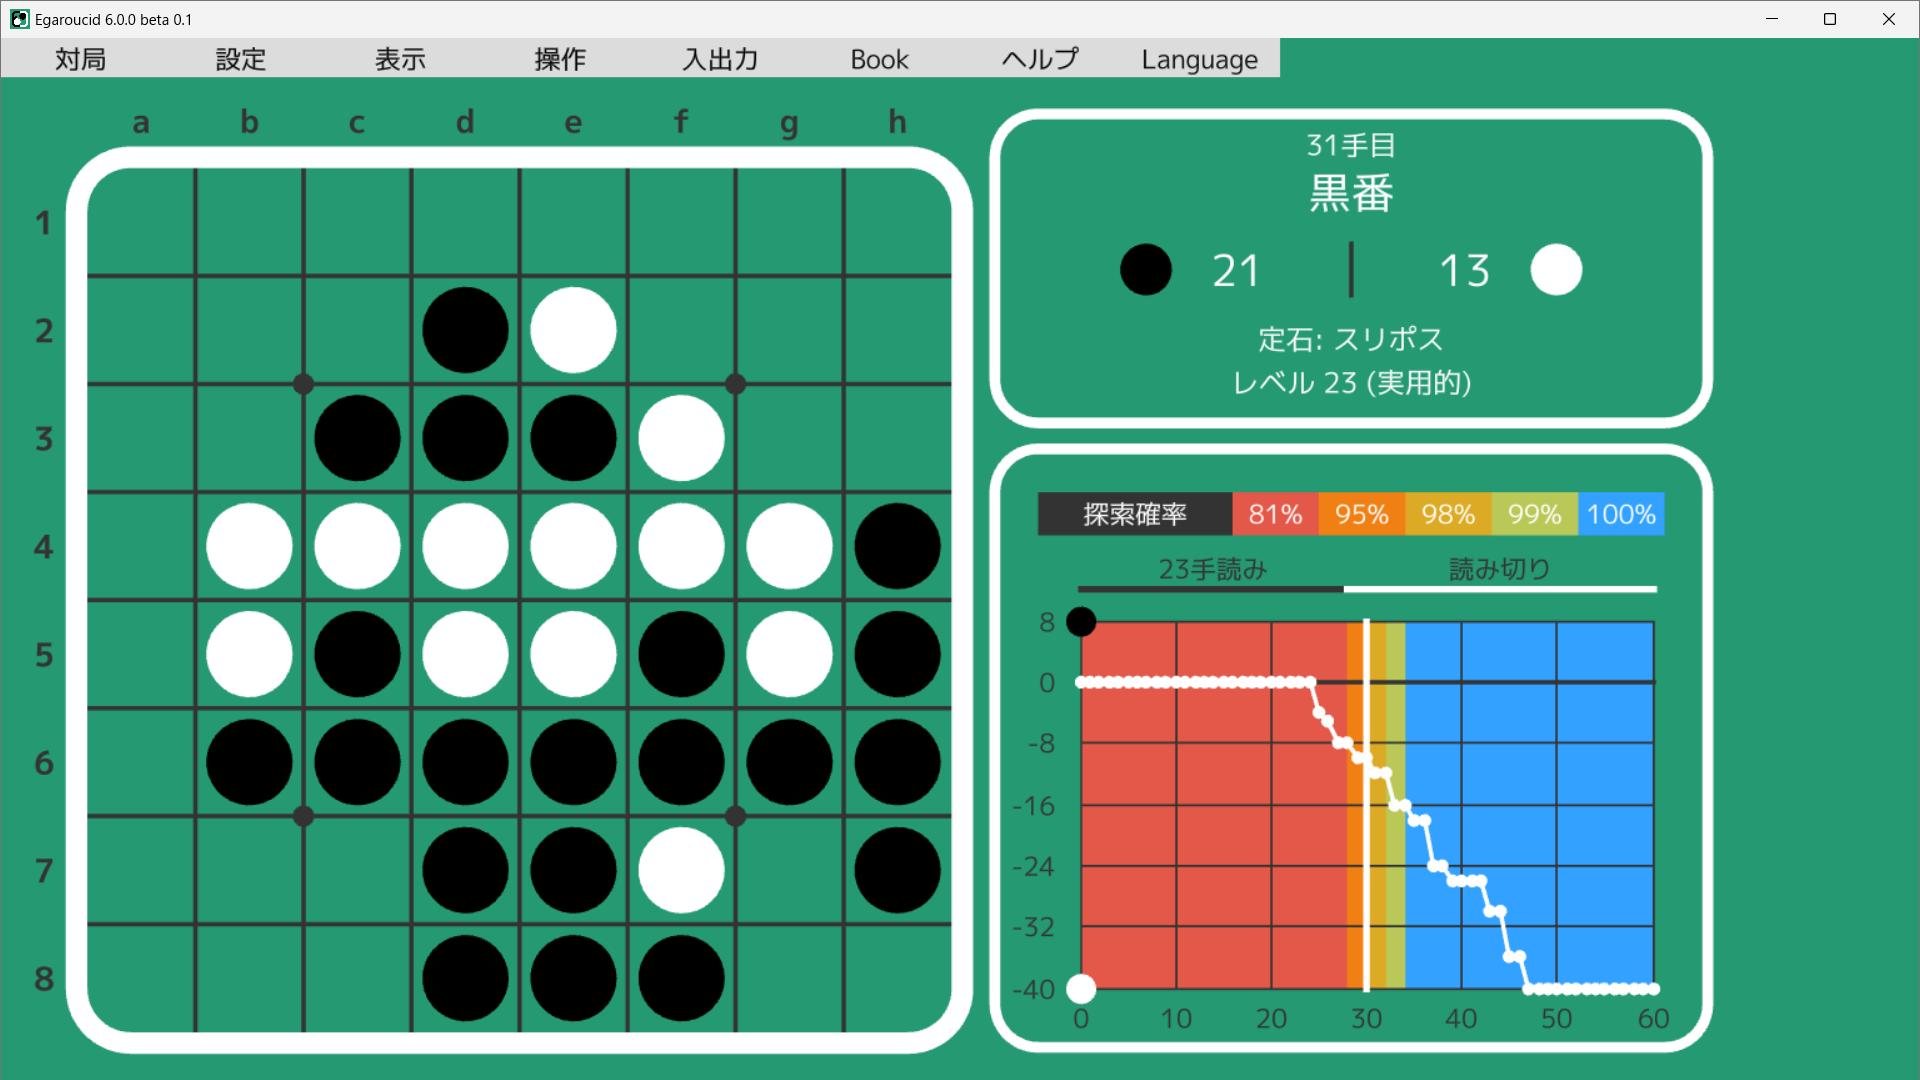 Egaroucid 6.0.0 beta 0.1
対局 設定 表示 操作 入出力 Book ヘルプ Language
a b c d e f g h
1
2
3
4
5
6
7
8
31手目
黒番
21 13
定石: スリポス
レベル 23 (実用的)
探索確率 81% 95% 98% 99% 100%
23手読み 読み切り
8
0
-8
-16
-24
-32
-40
0 10 20 30 40 50 60